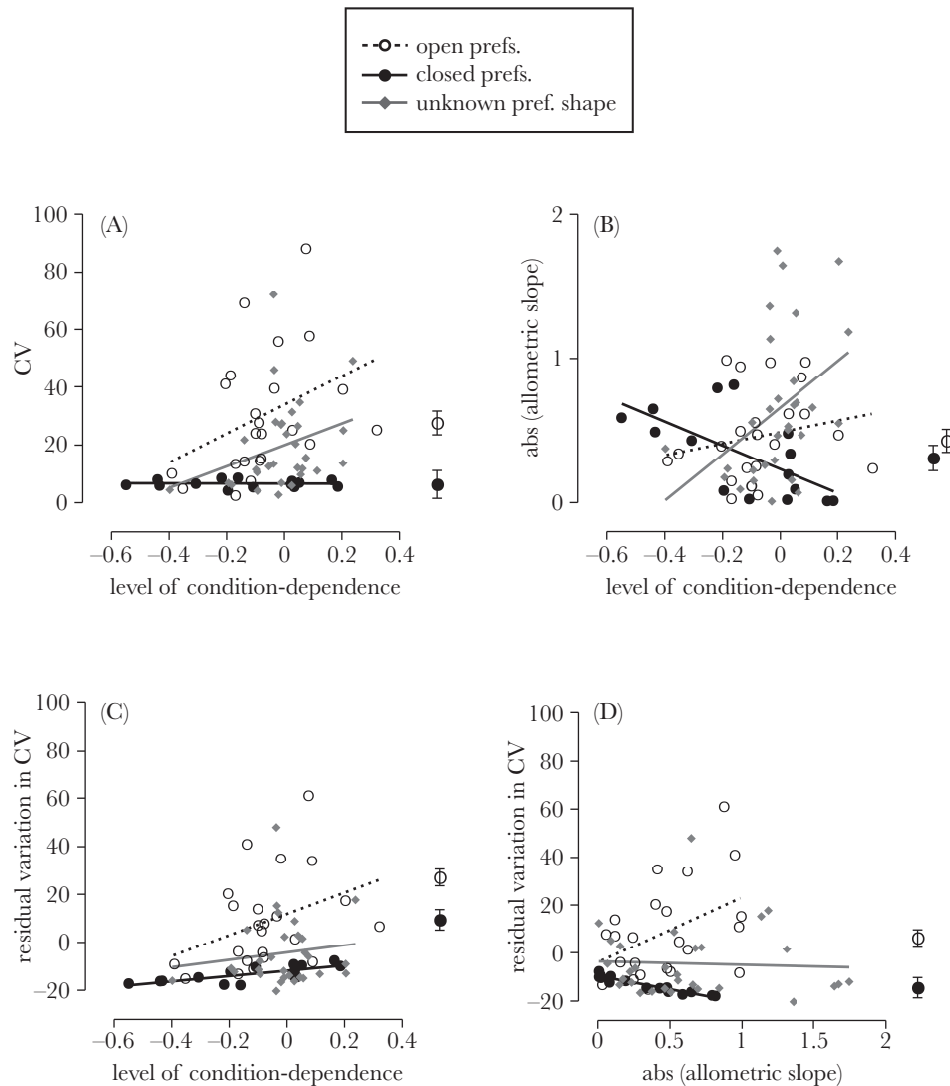 open prefs.
closed prefs.
unknown pref. shape
(A)
100
80
60
40
20
0
CV
−0.6 −0.4 −0.2 0 0.2 0.4
level of condition-dependence
(B)
2
1
0
abs (allometric slope)
−0.6 −0.4 −0.2 0 0.2 0.4
level of condition-dependence
(C)
100
80
60
40
20
0
−20
residual variation in CV
−0.6 −0.4 −0.2 0 0.2 0.4
level of condition-dependence
(D)
100
80
60
40
20
0
−20
residual variation in CV
0 0.5 1 1.5 2
abs (allometric slope)